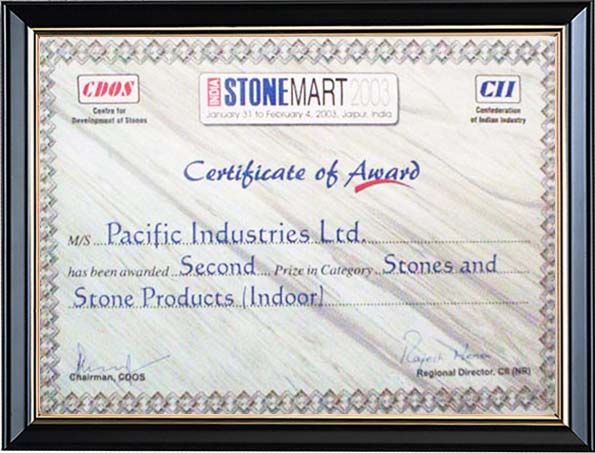 CDOS
Centre for
Development of Stones
INDIA STONEMART 2003
January 31 to February 4, 2003, Jaipur, India
CII
Confederation
of Indian Industry
Certificate of Award
M/S Pacific Industries Ltd.
has been awarded Second Prize in Category Stones and
Stone Products (Indoor)
Chairman, CDOS
Rajesh Menon
Regional Director, CII (NR)